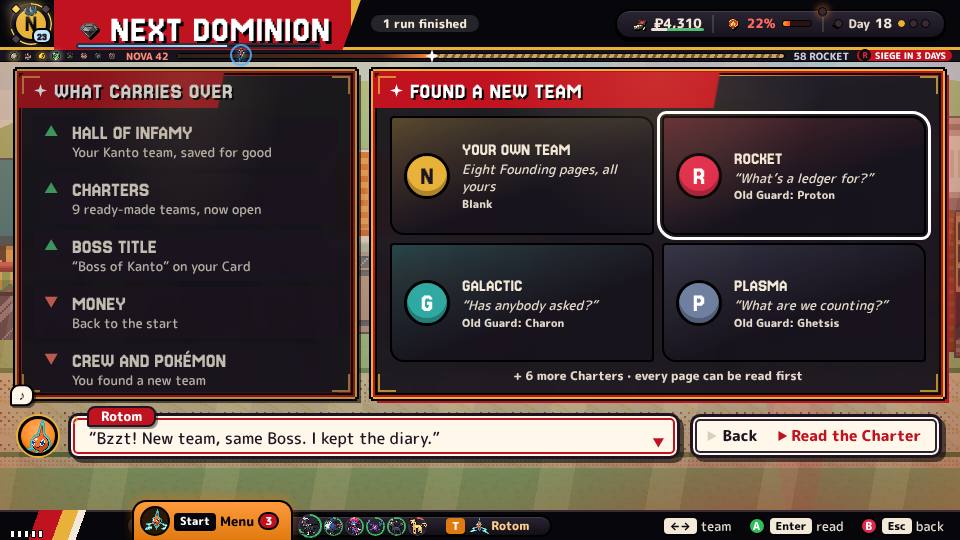 N
23
NEXT DOMINION
1 run finished
₽4,310
22%
Day 18
NOVA 42
58 ROCKET
R
SIEGE IN 3 DAYS
WHAT CARRIES OVER
HALL OF INFAMY
Your Kanto team, saved for good
CHARTERS
9 ready-made teams, now open
BOSS TITLE
“Boss of Kanto” on your Card
MONEY
Back to the start
CREW AND POKÉMON
You found a new team
FOUND A NEW TEAM
N
YOUR OWN TEAM
Eight Founding pages, all
yours
Blank
R
ROCKET
“What’s a ledger for?”
Old Guard: Proton
G
GALACTIC
“Has anybody asked?”
Old Guard: Charon
P
PLASMA
“What are we counting?”
Old Guard: Ghetsis
+ 6 more Charters · every page can be read first
♪
Rotom
“Bzzt! New team, same Boss. I kept the diary.”
Back
Read the Charter
Start Menu 3
T Rotom
←→ team
A Enter read
B Esc back